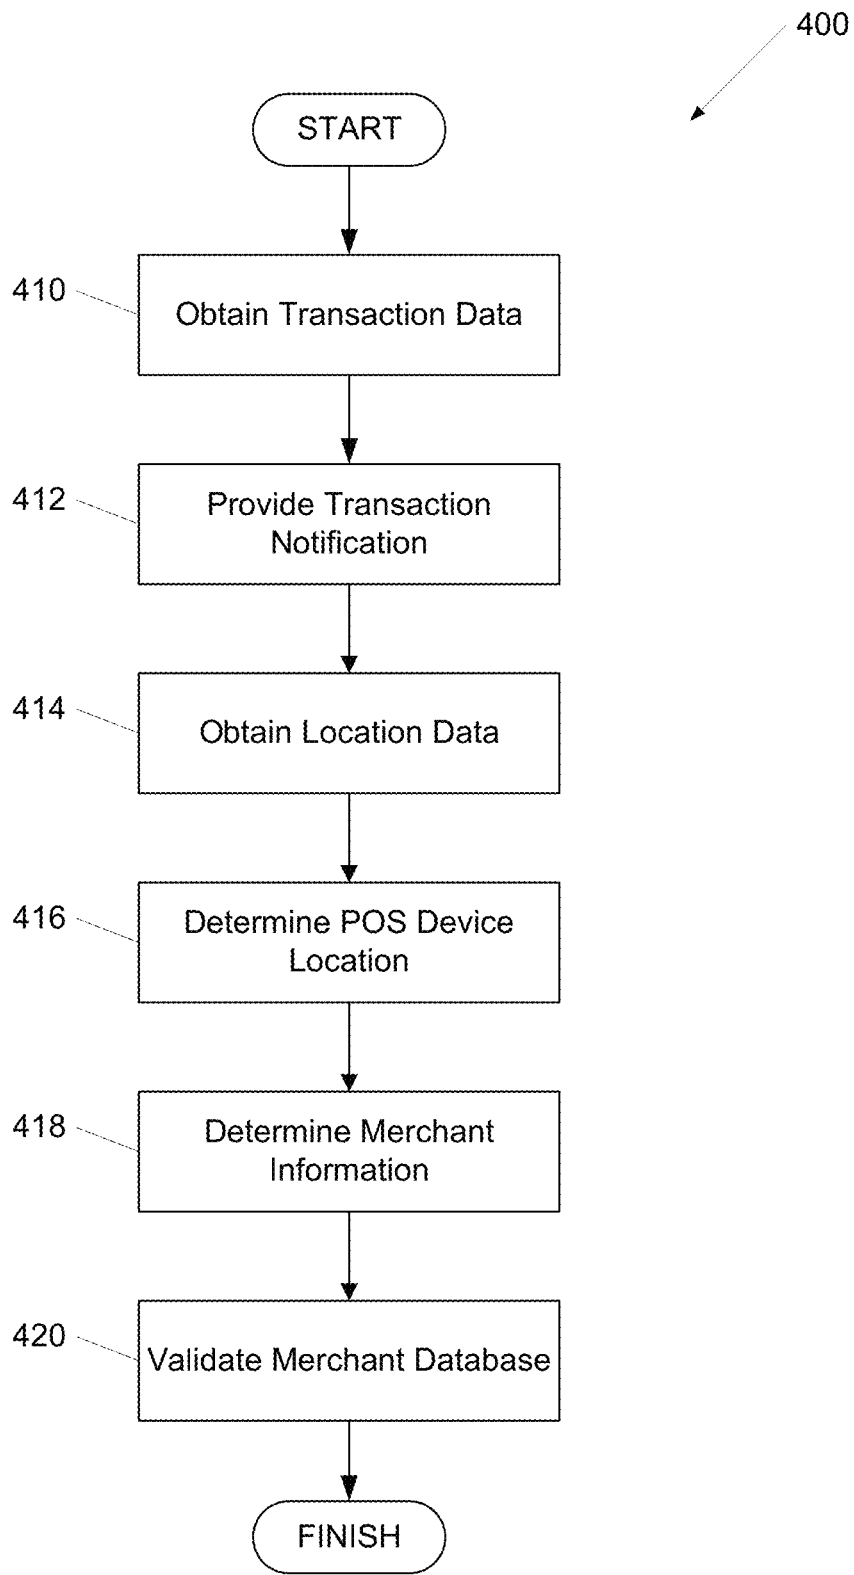 400
START
410
Obtain Transaction Data
412
Provide Transaction
Notification
414
Obtain Location Data
416
Determine POS Device
Location
418
Determine Merchant
Information
420
Validate Merchant Database
FINISH